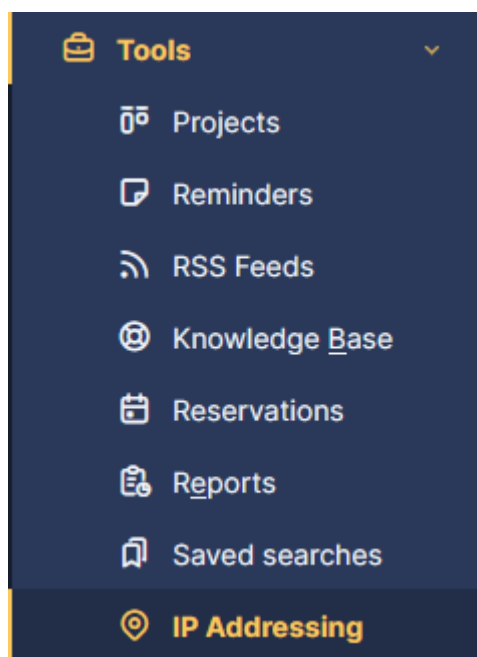 Tools
Projects
Reminders
RSS Feeds
Knowledge Base
Reservations
Reports
Saved searches
IP Addressing